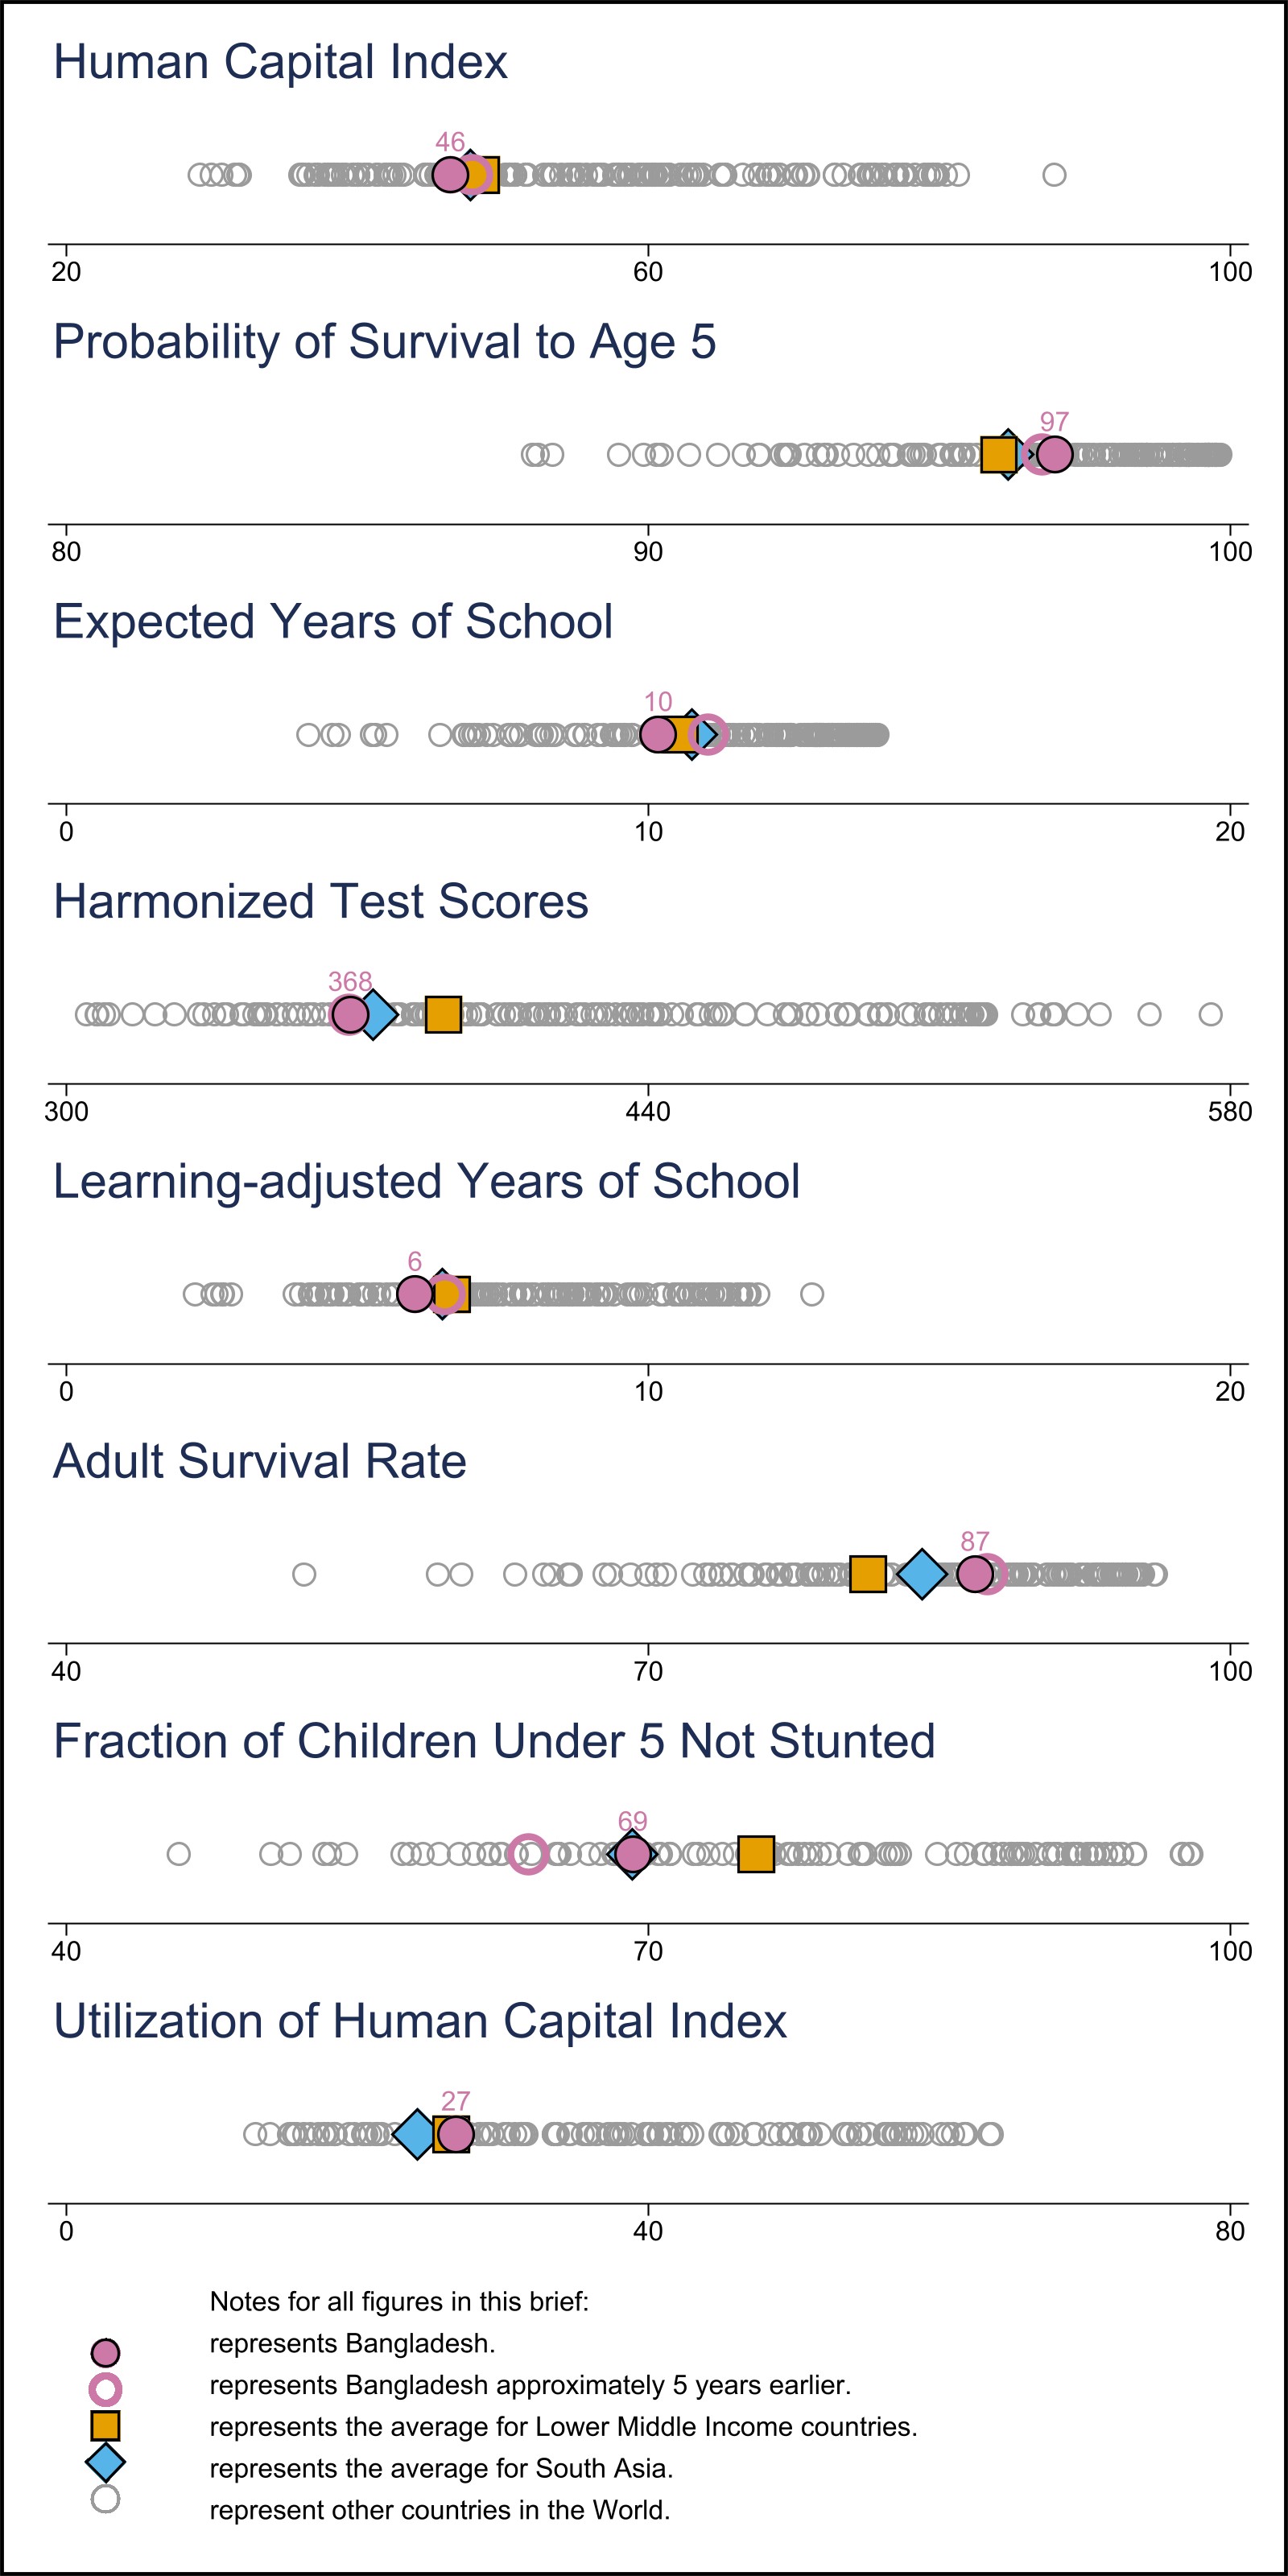 Human Capital Index
46
20 60 100
Probability of Survival to Age 5
97
80 90 100
Expected Years of School
10
0 10 20
Harmonized Test Scores
368
300 440 580
Learning-adjusted Years of School
6
0 10 20
Adult Survival Rate
87
40 70 100
Fraction of Children Under 5 Not Stunted
69
40 70 100
Utilization of Human Capital Index
27
0 40 80
Notes for all figures in this brief:
represents Bangladesh.
represents Bangladesh approximately 5 years earlier.
represents the average for Lower Middle Income countries.
represents the average for South Asia.
represent other countries in the World.